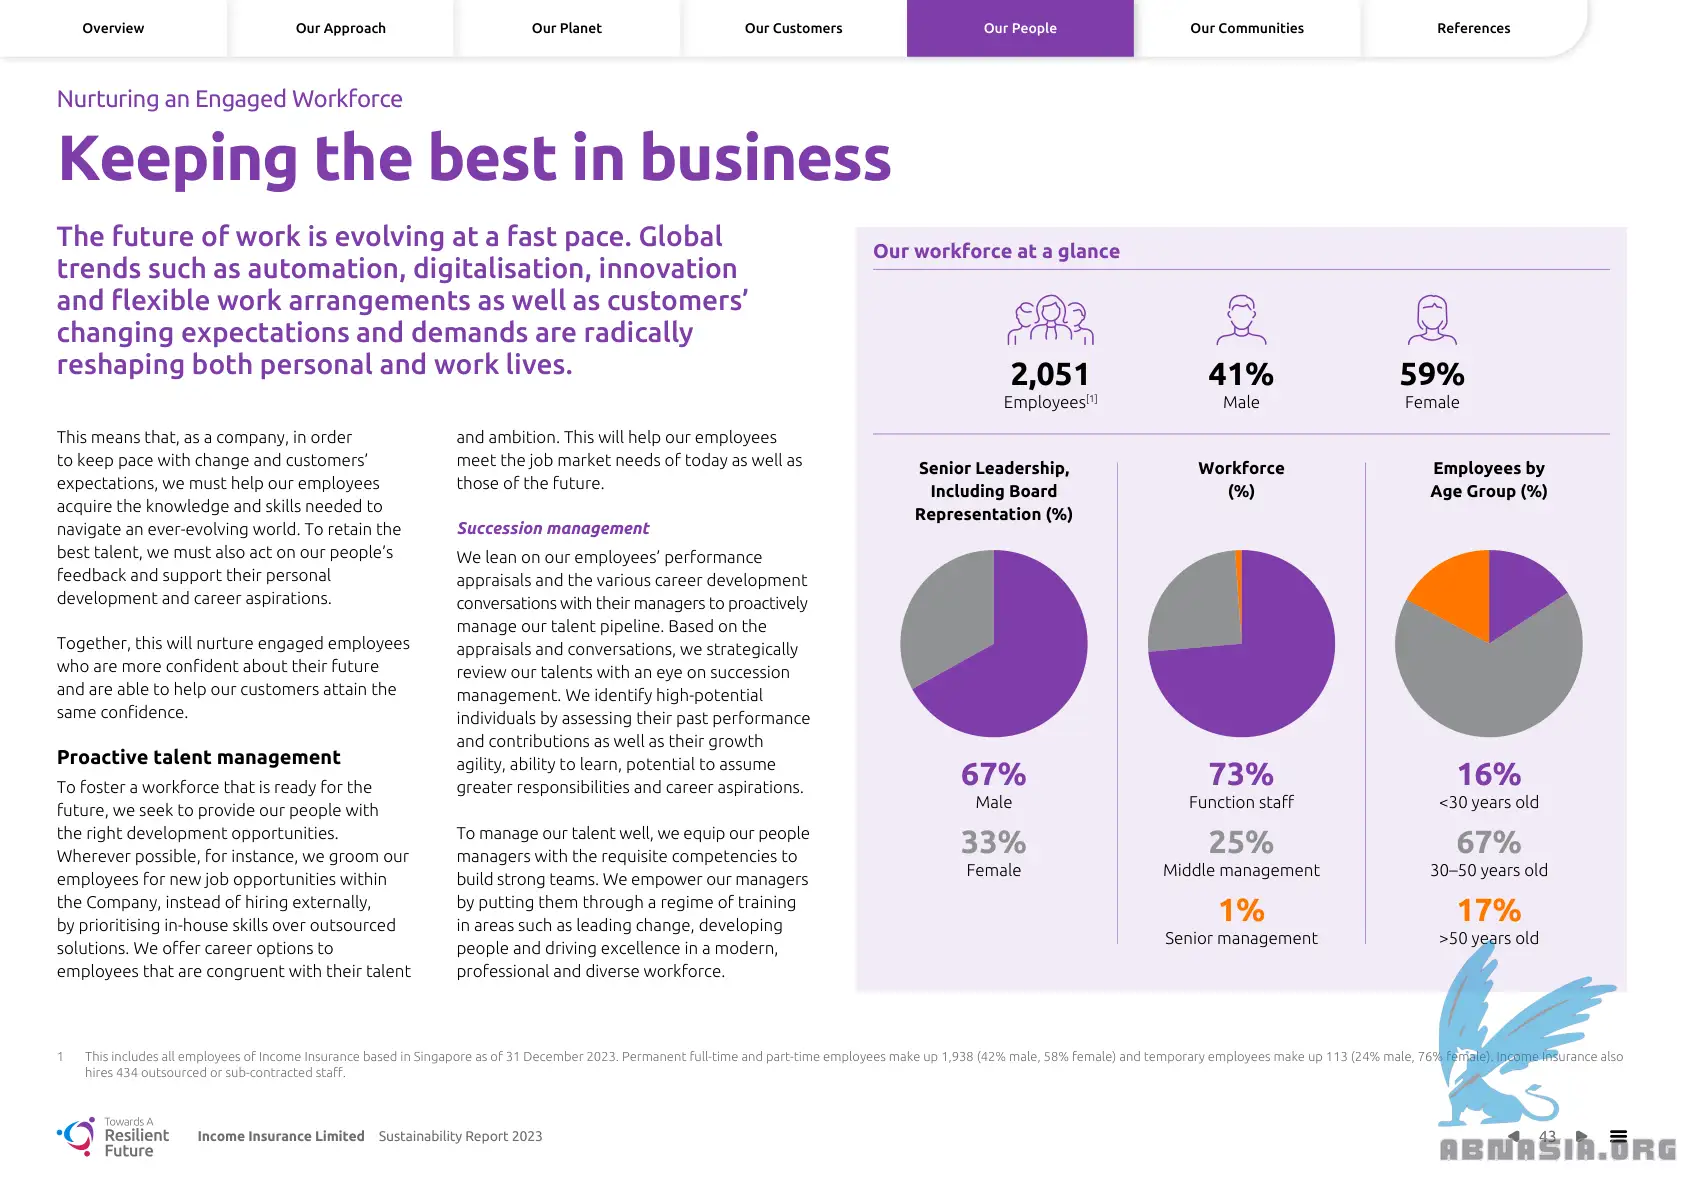 Overview
Our Approach
Our Planet
Our Customers
Our People
Our Communities
References
Nurturing an Engaged Workforce
Keeping the best in business
The future of work is evolving at a fast pace. Global
trends such as automation, digitalisation, innovation
and flexible work arrangements as well as customers’
changing expectations and demands are radically
reshaping both personal and work lives.
This means that, as a company, in order
to keep pace with change and customers’
expectations, we must help our employees
acquire the knowledge and skills needed to
navigate an ever-evolving world. To retain the
best talent, we must also act on our people’s
feedback and support their personal
development and career aspirations.
Together, this will nurture engaged employees
who are more confident about their future
and are able to help our customers attain the
same confidence.
Proactive talent management
To foster a workforce that is ready for the
future, we seek to provide our people with
the right development opportunities.
Wherever possible, for instance, we groom our
employees for new job opportunities within
the Company, instead of hiring externally,
by prioritising in-house skills over outsourced
solutions. We offer career options to
employees that are congruent with their talent
and ambition. This will help our employees
meet the job market needs of today as well as
those of the future.
Succession management
We lean on our employees’ performance
appraisals and the various career development
conversations with their managers to proactively
manage our talent pipeline. Based on the
appraisals and conversations, we strategically
review our talents with an eye on succession
management. We identify high-potential
individuals by assessing their past performance
and contributions as well as their growth
agility, ability to learn, potential to assume
greater responsibilities and career aspirations.
To manage our talent well, we equip our people
managers with the requisite competencies to
build strong teams. We empower our managers
by putting them through a regime of training
in areas such as leading change, developing
people and driving excellence in a modern,
professional and diverse workforce.
Our workforce at a glance
2,051
Employees[1]
41%
Male
59%
Female
Senior Leadership,
Including Board
Representation (%)
67%
Male
33%
Female
Workforce
(%)
73%
Function staff
25%
Middle management
1%
Senior management
Employees by
Age Group (%)
16%
<30 years old
67%
30–50 years old
17%
>50 years old
1 This includes all employees of Income Insurance based in Singapore as of 31 December 2023. Permanent full-time and part-time employees make up 1,938 (42% male, 58% female) and temporary employees make up 113 (24% male, 76% female). Income Insurance also
hires 434 outsourced or sub-contracted staff.
Towards A
Resilient
Future
Income Insurance Limited Sustainability Report 2023
43
ABNASIA.ORG